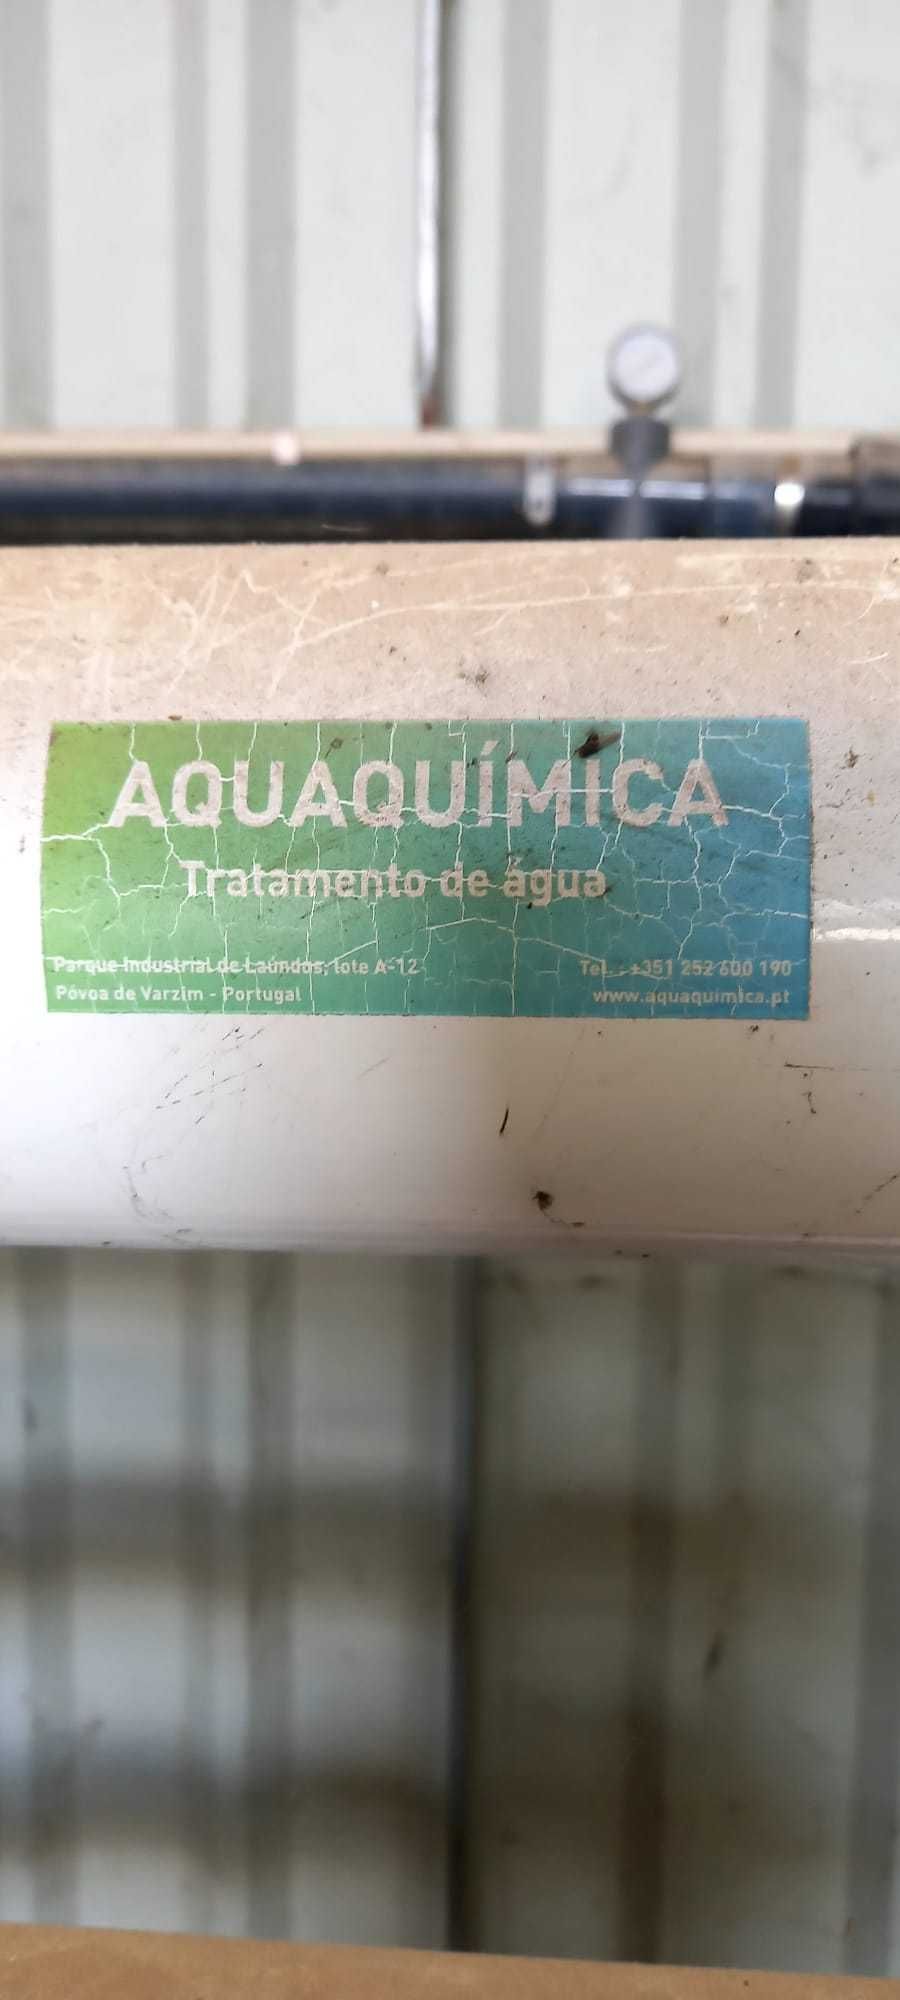 AQUAQUÍMICA
Tratamento de água
Parque Industrial de Laúndos, lote A-12
Póvoa de Varzim - Portugal
Tel. : +351 252 600 190
www.aquaquimica.pt